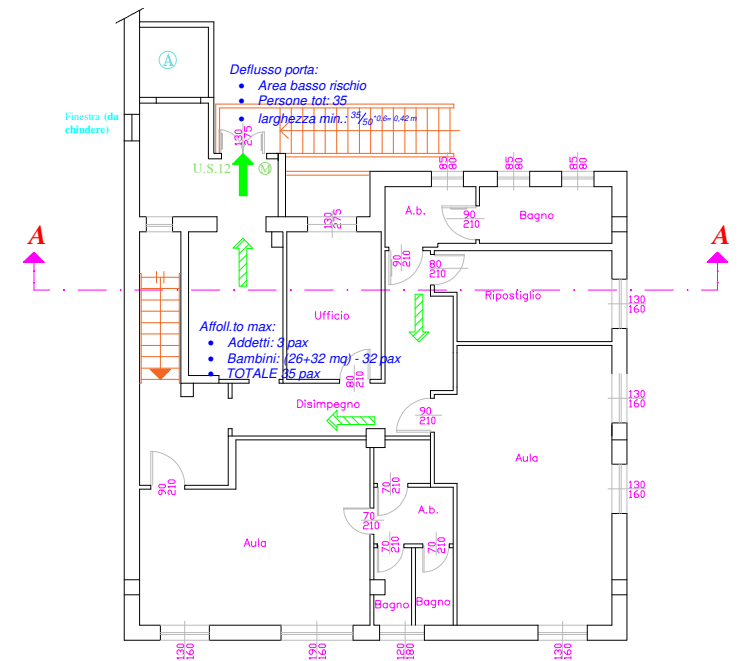 A
Deflusso porta:
• Area basso rischio
• Persone tot: 35
• larghezza min.: 35/50*0.6= 0,42 m
Finestra (da
chiudere)
130
275
U.S.12
M
85
80
85
80
85
80
A.b.
90
210
Bagno
130
275
A
A
90
210
80
210
Ripostiglio
130
160
Ufficio
Affoll.to max:
• Addetti: 3 pax
• Bambini: (26+32 mq) - 32 pax
• TOTALE 35 pax
80
210
Disimpegno
90
210
130
160
Aula
90
210
70
210
130
160
70
210
A.b.
Aula
70
210
70
210
Bagno
Bagno
130
160
190
160
120
180
130
160